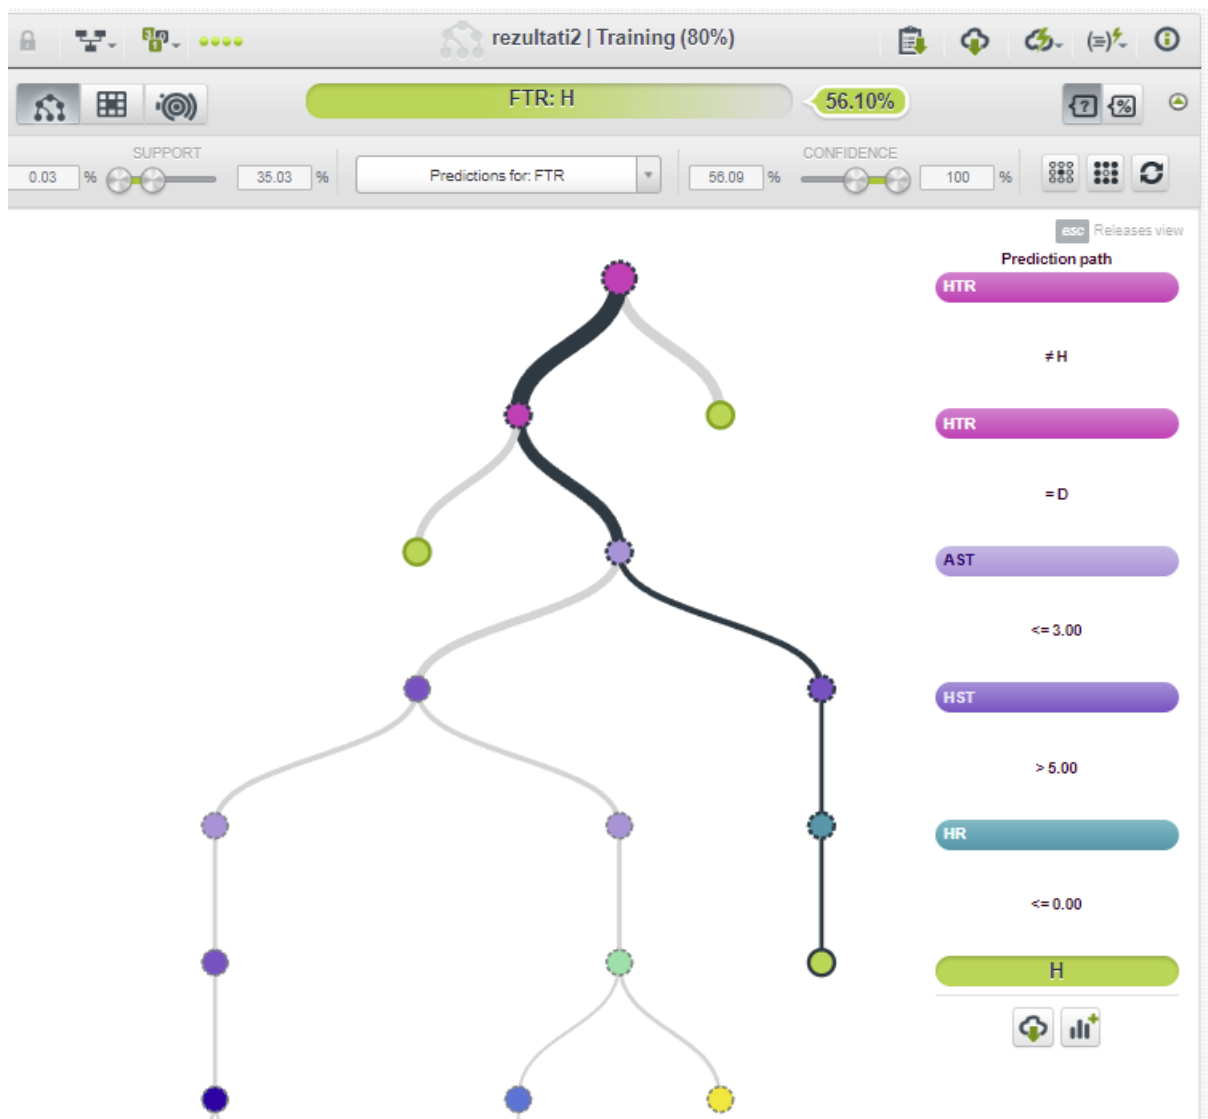 rezultati2 | Training (80%)
FTR: H
56.10%
SUPPORT
0.03 %
35.03 %
Predictions for: FTR
CONFIDENCE
56.09 %
100 %
esc Releases view
Prediction path
HTR
≠ H
HTR
= D
AST
<= 3.00
HST
> 5.00
HR
<= 0.00
H